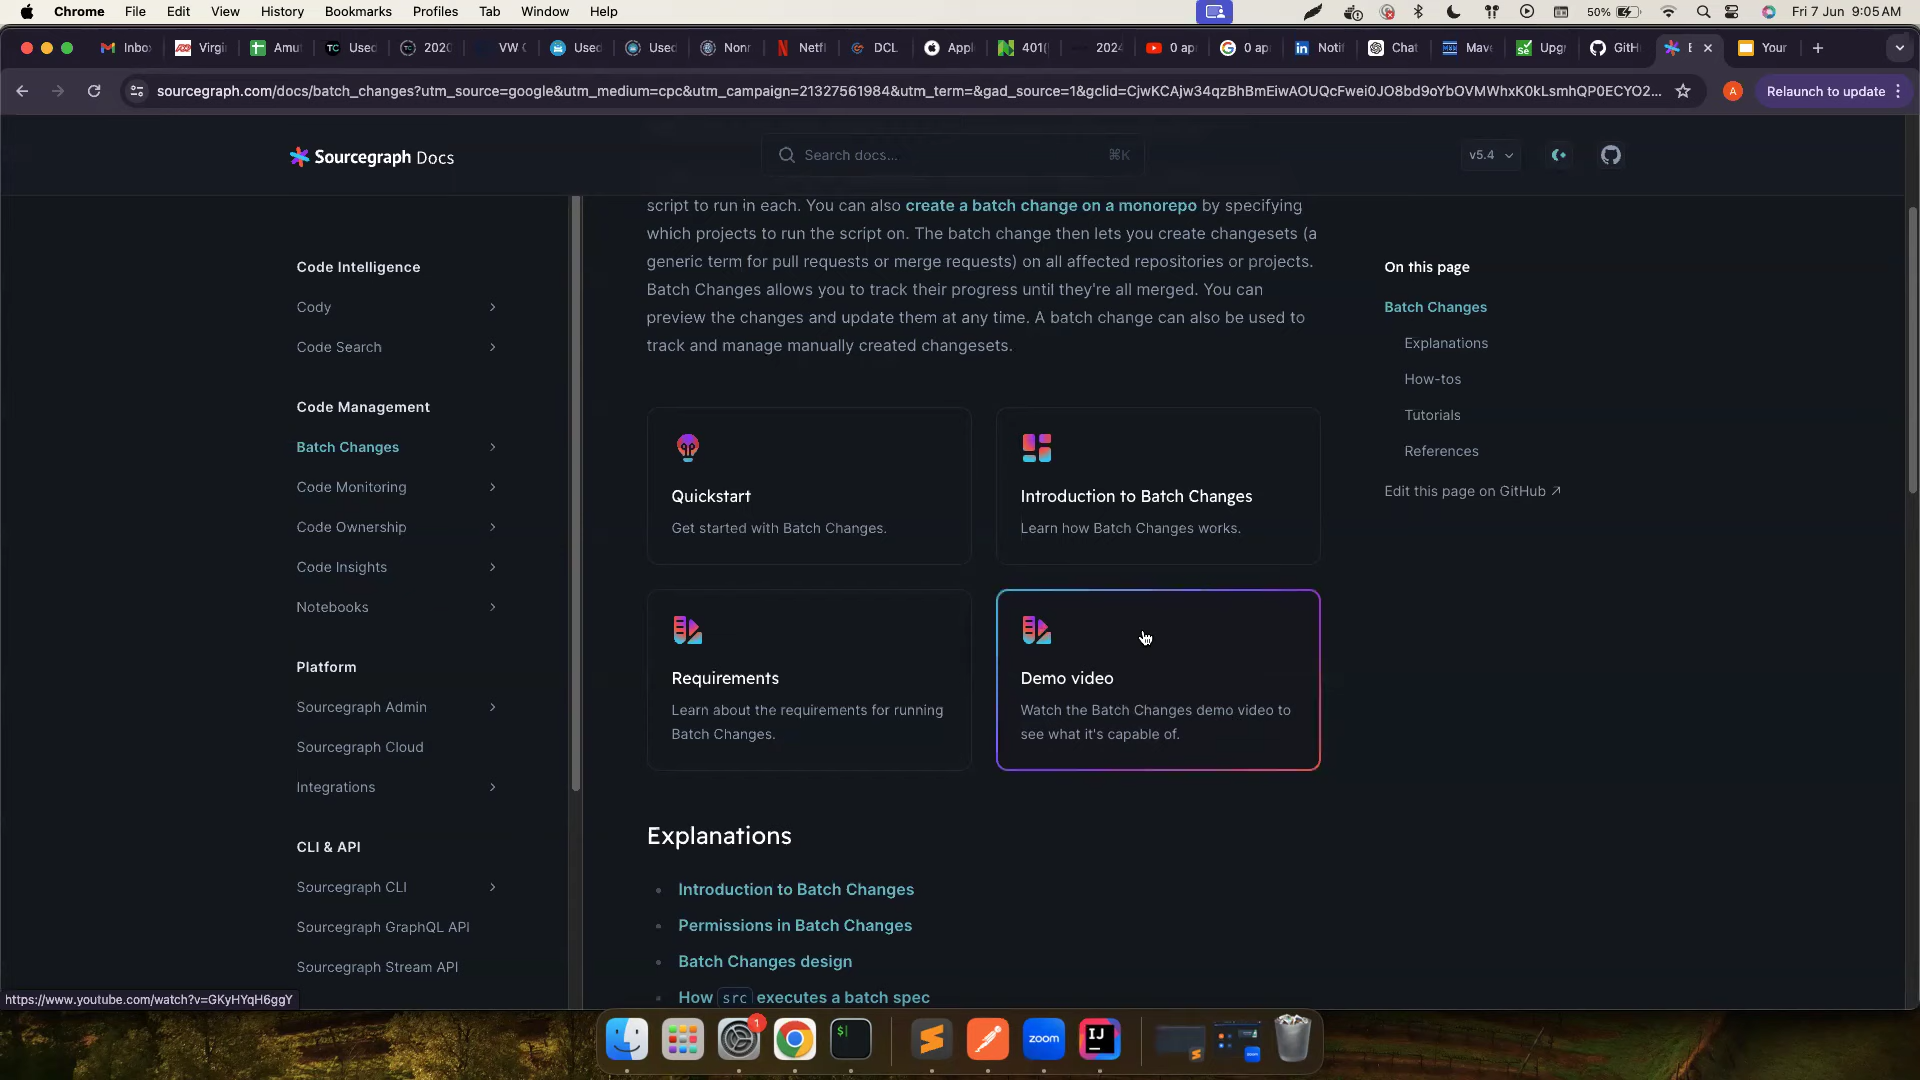 Chrome File Edit View History Bookmarks Profiles Tab Window Help 50% Fri 7 Jun 9:05 AM
Inbo Virgi Amu Used 2020 VW C Used Used Nonr Netfl DCL Appl 401( 2024 0 ap 0 ap Notif Chat Mave Upgr GitH Your
sourcegraph.com/docs/batch_changes?utm_source=google&utm_medium=cpc&utm_campaign=21327561984&utm_term=&gad_source=1&gclid=CjwKCAjw34qzBhBmEiwAOUQcFwei0JO8bd9oYbOVMWhxK0kLsmhQP0ECYO2... A Relaunch to update
Sourcegraph Docs
Search docs... ⌘K
v5.4
Code Intelligence
Cody
Code Search
Code Management
Batch Changes
Code Monitoring
Code Ownership
Code Insights
Notebooks
Platform
Sourcegraph Admin
Sourcegraph Cloud
Integrations
CLI & API
Sourcegraph CLI
Sourcegraph GraphQL API
Sourcegraph Stream API
script to run in each. You can also create a batch change on a monorepo by specifying
which projects to run the script on. The batch change then lets you create changesets (a
generic term for pull requests or merge requests) on all affected repositories or projects.
Batch Changes allows you to track their progress until they're all merged. You can
preview the changes and update them at any time. A batch change can also be used to
track and manage manually created changesets.
Quickstart
Get started with Batch Changes.
Introduction to Batch Changes
Learn how Batch Changes works.
Requirements
Learn about the requirements for running
Batch Changes.
Demo video
Watch the Batch Changes demo video to
see what it's capable of.
Explanations
Introduction to Batch Changes
Permissions in Batch Changes
Batch Changes design
How src executes a batch spec
On this page
Batch Changes
Explanations
How-tos
Tutorials
References
Edit this page on GitHub ↗
https://www.youtube.com/watch?v=GKyHYqH6ggY
1
$
zoom
IJ